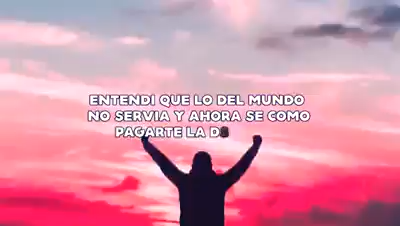 ENTENDI QUE LO DEL MUNDO
NO SERVIA Y AHORA SE COMO
PAGARTE LA